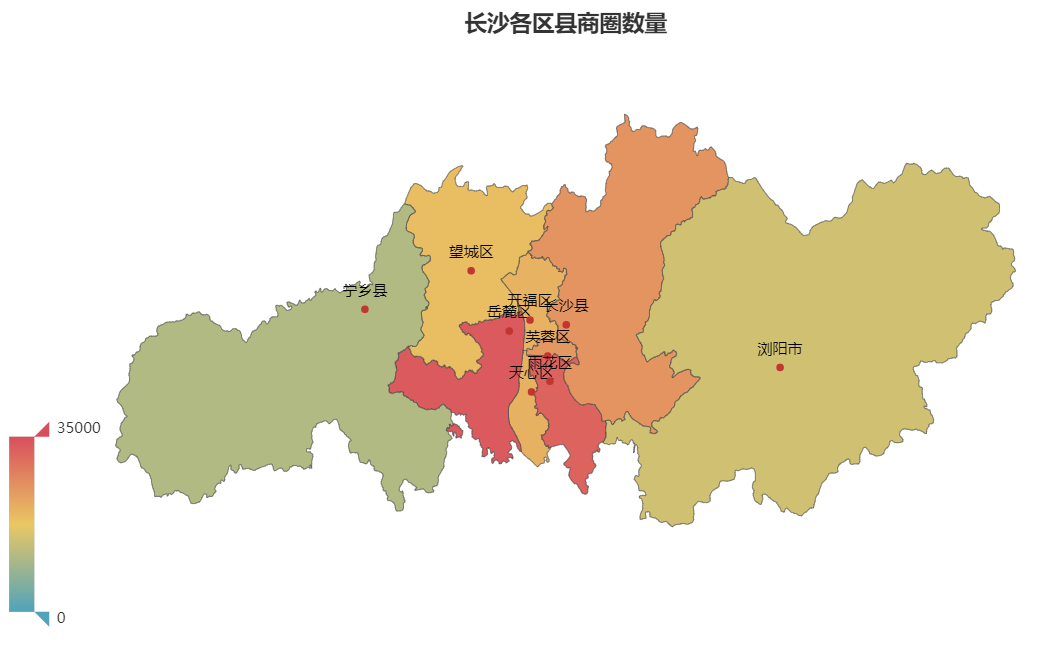 长沙各区县商圈数量
望城区
宁乡县
开福区
长沙县
岳麓区
芙蓉区
浏阳市
雨花区
天心区
35000
0